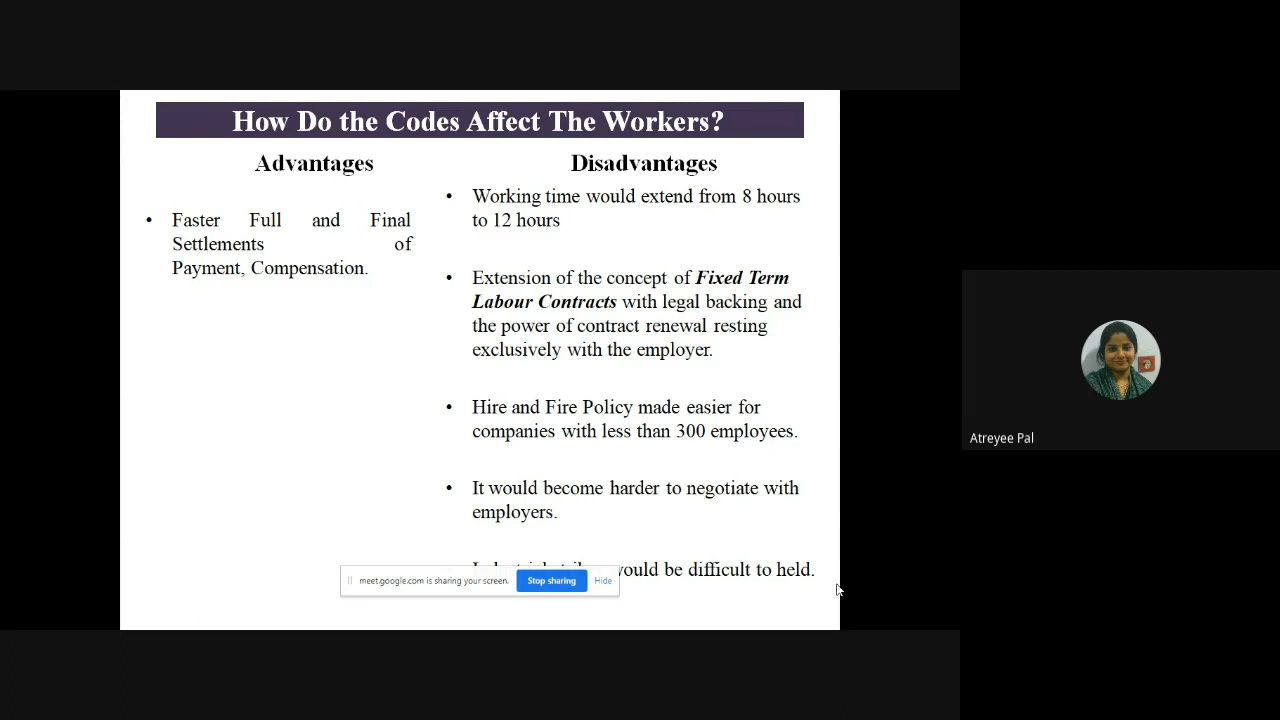 How Do the Codes Affect The Workers?
Advantages
Faster Full and Final
Settlements of
Payment, Compensation.
Disadvantages
• Working time would extend from 8 hours
to 12 hours
• Extension of the concept of Fixed Term
Labour Contracts with legal backing and
the power of contract renewal resting
exclusively with the employer.
• Hire and Fire Policy made easier for
companies with less than 300 employees.
• It would become harder to negotiate with
employers.
would be difficult to held.
meet.google.com is sharing your screen.
Stop sharing
Hide
Atreyee Pal